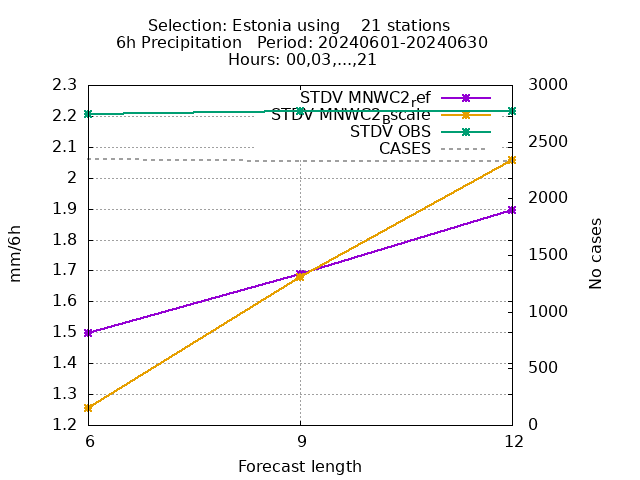 Selection: Estonia using    21 stations
6h Precipitation   Period: 20240601-20240630
Hours: 00,03,...,21
STDV MNWC2ref
STDV MNWC2Bscale
STDV OBS
CASES
2.3
2.2
2.1
2
1.9
1.8
1.7
1.6
1.5
1.4
1.3
1.2
mm/6h
3000
2500
2000
1500
1000
500
0
No cases
6 9 12
Forecast length